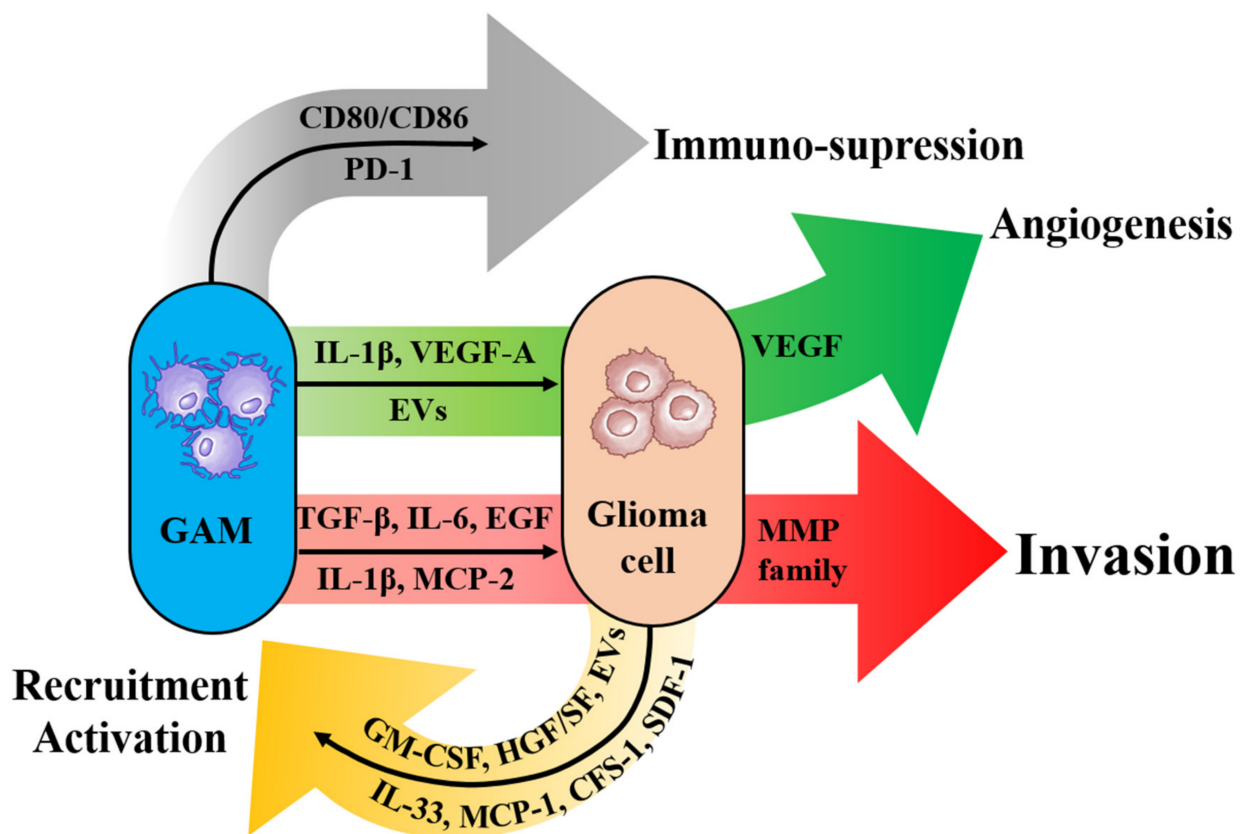 CD80/CD86
PD-1
Immuno-supression
Angiogenesis
IL-1β, VEGF-A
EVs
VEGF
GAM
TGF-β, IL-6, EGF
IL-1β, MCP-2
Glioma
cell
MMP
family
Invasion
Recruitment
Activation
GM-CSF, HGF/SF, EVs
IL-33, MCP-1, CFS-1, SDF-1